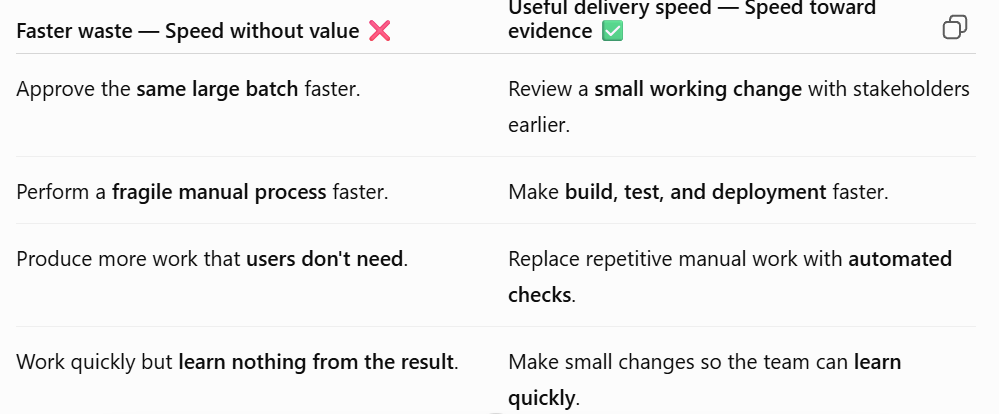 Faster waste — Speed without value ❌
Useful delivery speed — Speed toward
evidence ✅
Approve the same large batch faster.
Review a small working change with stakeholders
earlier.
Perform a fragile manual process faster.
Make build, test, and deployment faster.
Produce more work that users don't need.
Replace repetitive manual work with automated
checks.
Work quickly but learn nothing from the result.
Make small changes so the team can learn
quickly.